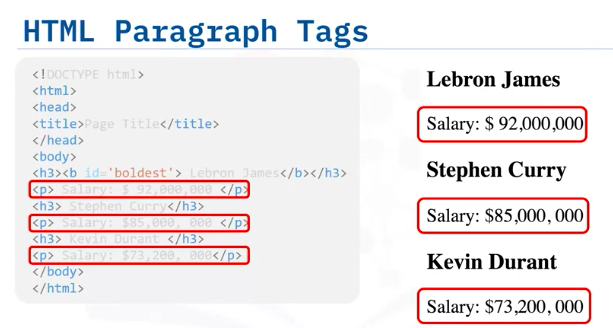 HTML Paragraph Tags
<!DOCTYPE html>
<html>
<head>
<title>Page Title</title>
</head>
<body>
<h3><b id='boldest'> Lebron James</b></h3>
<p> Salary: $ 92,000,000 </p>
<h3> Stephen Curry</h3>
<p> Salary: $85,000, 000 </p>
<h3> Kevin Durant </h3>
<p> Salary: $73,200, 000</p>
</body>
</html>
Lebron James
Salary: $ 92,000,000
Stephen Curry
Salary: $85,000, 000
Kevin Durant
Salary: $73,200, 000